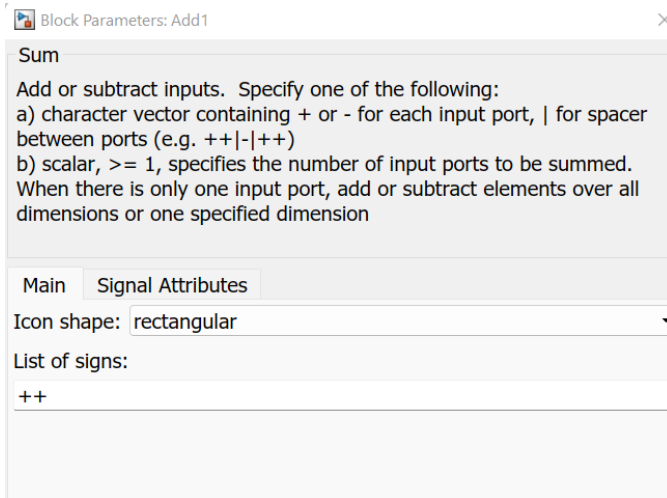 Block Parameters: Add1
Sum
Add or subtract inputs.  Specify one of the following:
a) character vector containing + or - for each input port, | for spacer
between ports (e.g. ++|-|++)
b) scalar, >= 1, specifies the number of input ports to be summed.
When there is only one input port, add or subtract elements over all
dimensions or one specified dimension
Main Signal Attributes
Icon shape: rectangular
List of signs:
++